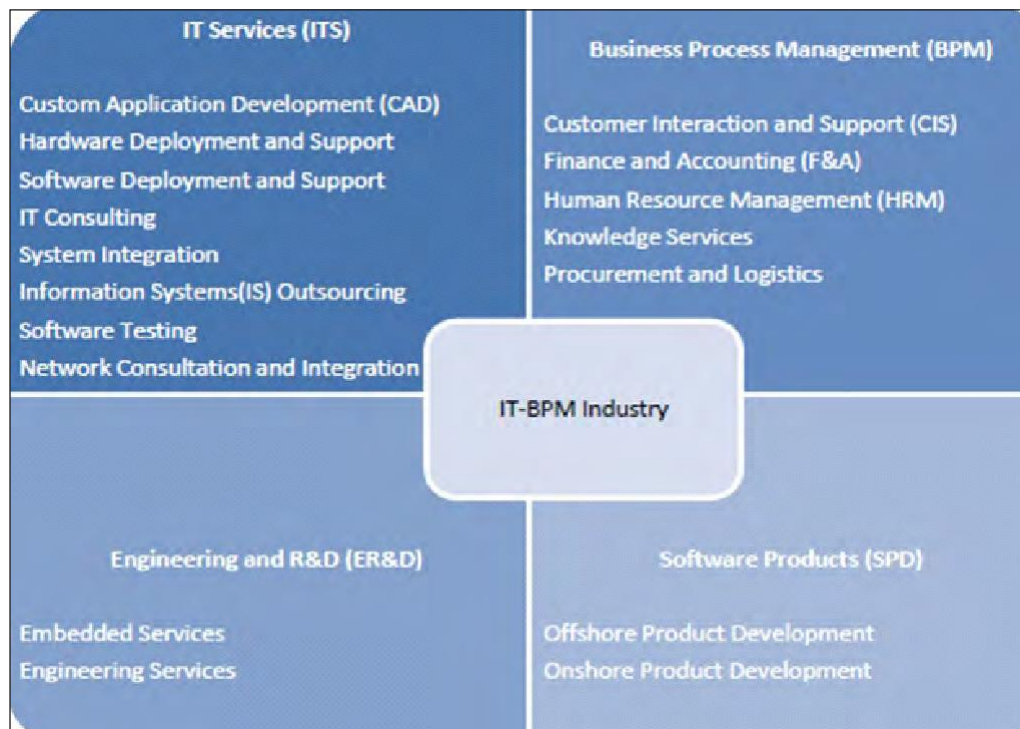 IT Services (ITS)
Custom Application Development (CAD)
Hardware Deployment and Support
Software Deployment and Support
IT Consulting
System Integration
Information Systems(IS) Outsourcing
Software Testing
Network Consultation and Integration
Business Process Management (BPM)
Customer Interaction and Support (CIS)
Finance and Accounting (F&A)
Human Resource Management (HRM)
Knowledge Services
Procurement and Logistics
IT-BPM Industry
Engineering and R&D (ER&D)
Embedded Services
Engineering Services
Software Products (SPD)
Offshore Product Development
Onshore Product Development